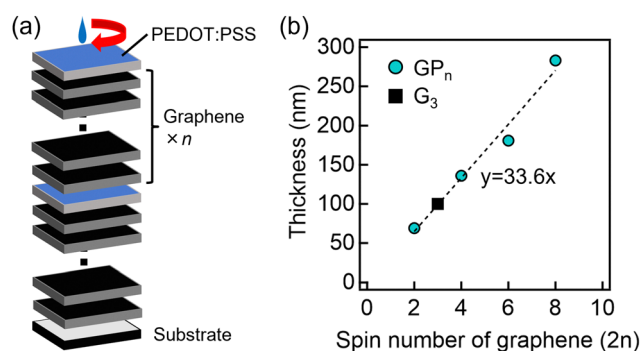 (a)
PEDOT:PSS
Graphene
×n
Substrate
(b)
Thickness (nm)
300
250
200
150
100
50
0
GPn
G3
y=33.6x
0 2 4 6 8 10
Spin number of graphene (2n)